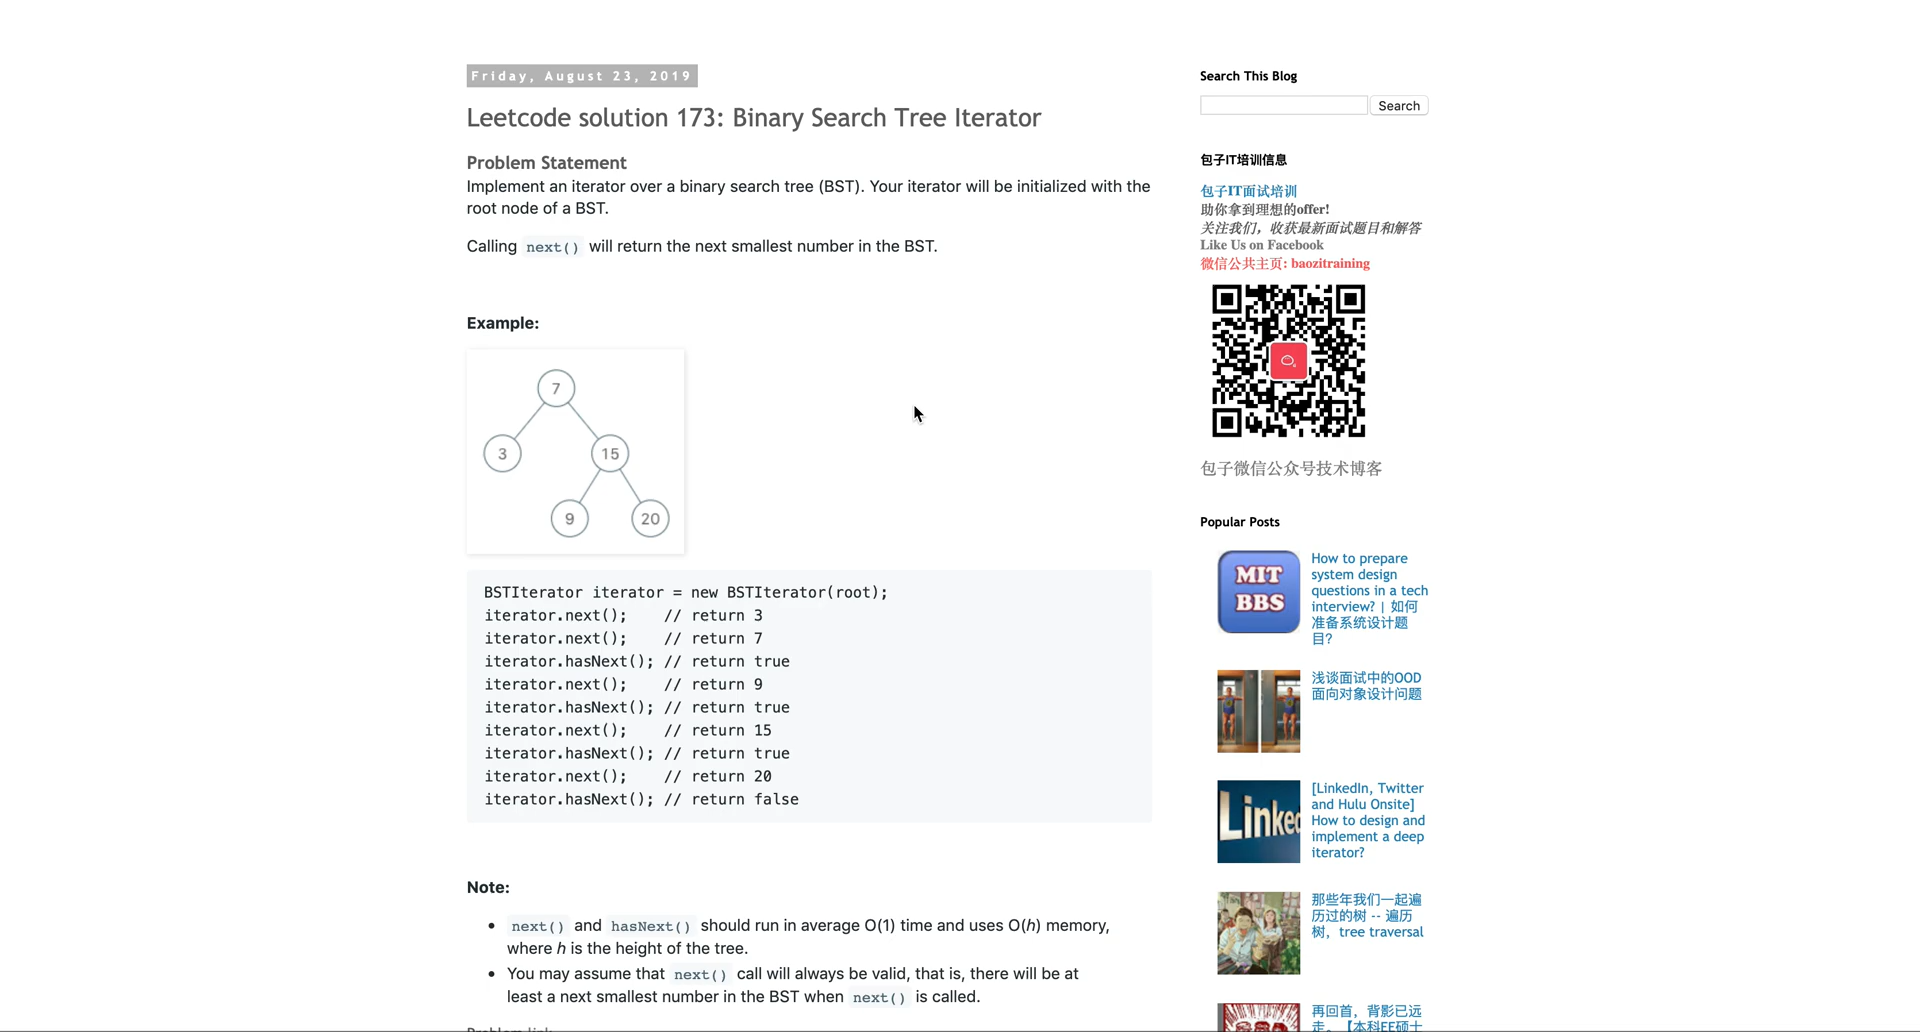 Friday, August 23, 2019
Leetcode solution 173: Binary Search Tree Iterator
Problem Statement
Implement an iterator over a binary search tree (BST). Your iterator will be initialized with the
root node of a BST.
Calling next() will return the next smallest number in the BST.
Example:
7
3
15
9
20
BSTIterator iterator = new BSTIterator(root);
iterator.next();    // return 3
iterator.next();    // return 7
iterator.hasNext(); // return true
iterator.next();    // return 9
iterator.hasNext(); // return true
iterator.next();    // return 15
iterator.hasNext(); // return true
iterator.next();    // return 20
iterator.hasNext(); // return false
Note:
next() and hasNext() should run in average O(1) time and uses O(h) memory,
where h is the height of the tree.
You may assume that next() call will always be valid, that is, there will be at
least a next smallest number in the BST when next() is called.
Search This Blog
Search
包子IT培训信息
包子IT面试培训
助你拿到理想的offer!
关注我们，收获最新面试题目和解答
Like Us on Facebook
微信公共主页: baozitraining
包子微信公众号技术博客
Popular Posts
MIT
BBS
How to prepare
system design
questions in a tech
interview? | 如何
准备系统设计题
目?
浅谈面试中的OOD
面向对象设计问题
Linke
[LinkedIn, Twitter
and Hulu Onsite]
How to design and
implement a deep
iterator?
那些年我们一起遍
历过的树 -- 遍历
树，tree traversal
再回首，背影已远
走。【本科EE硕士